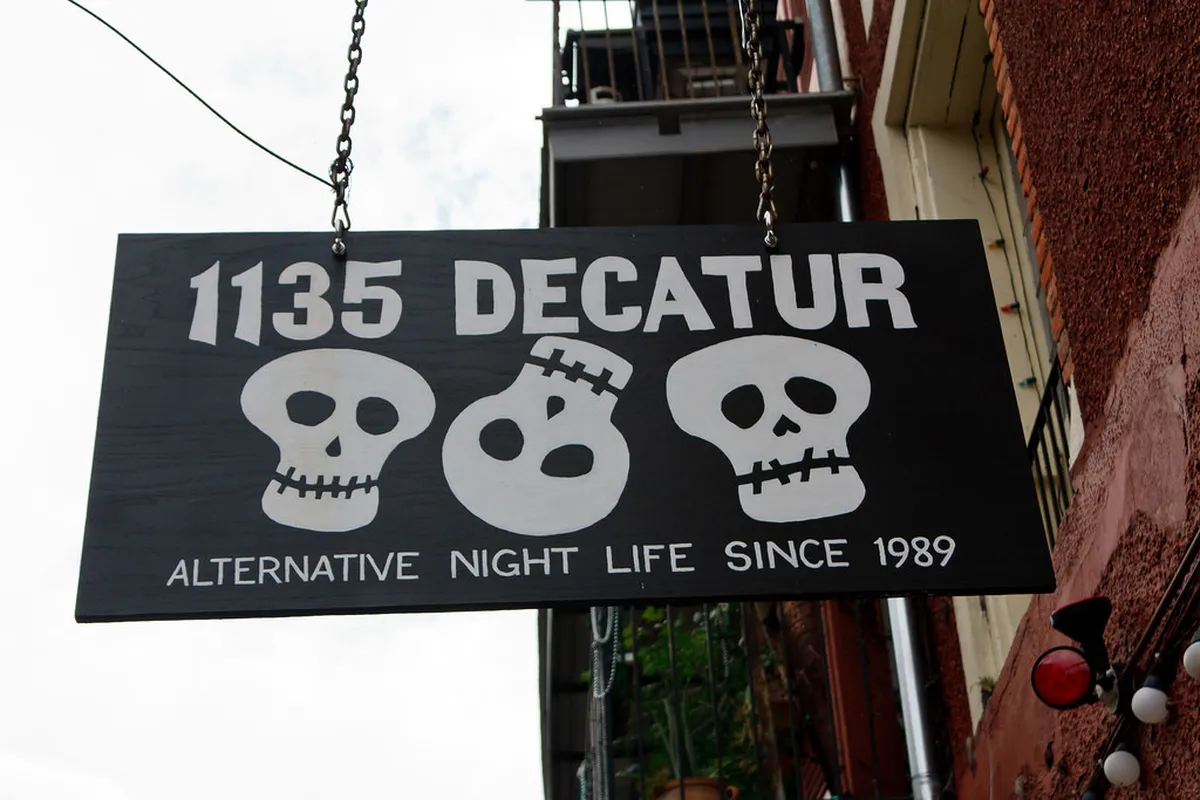 1135 DECATUR
ALTERNATIVE NIGHT LIFE SINCE 1989